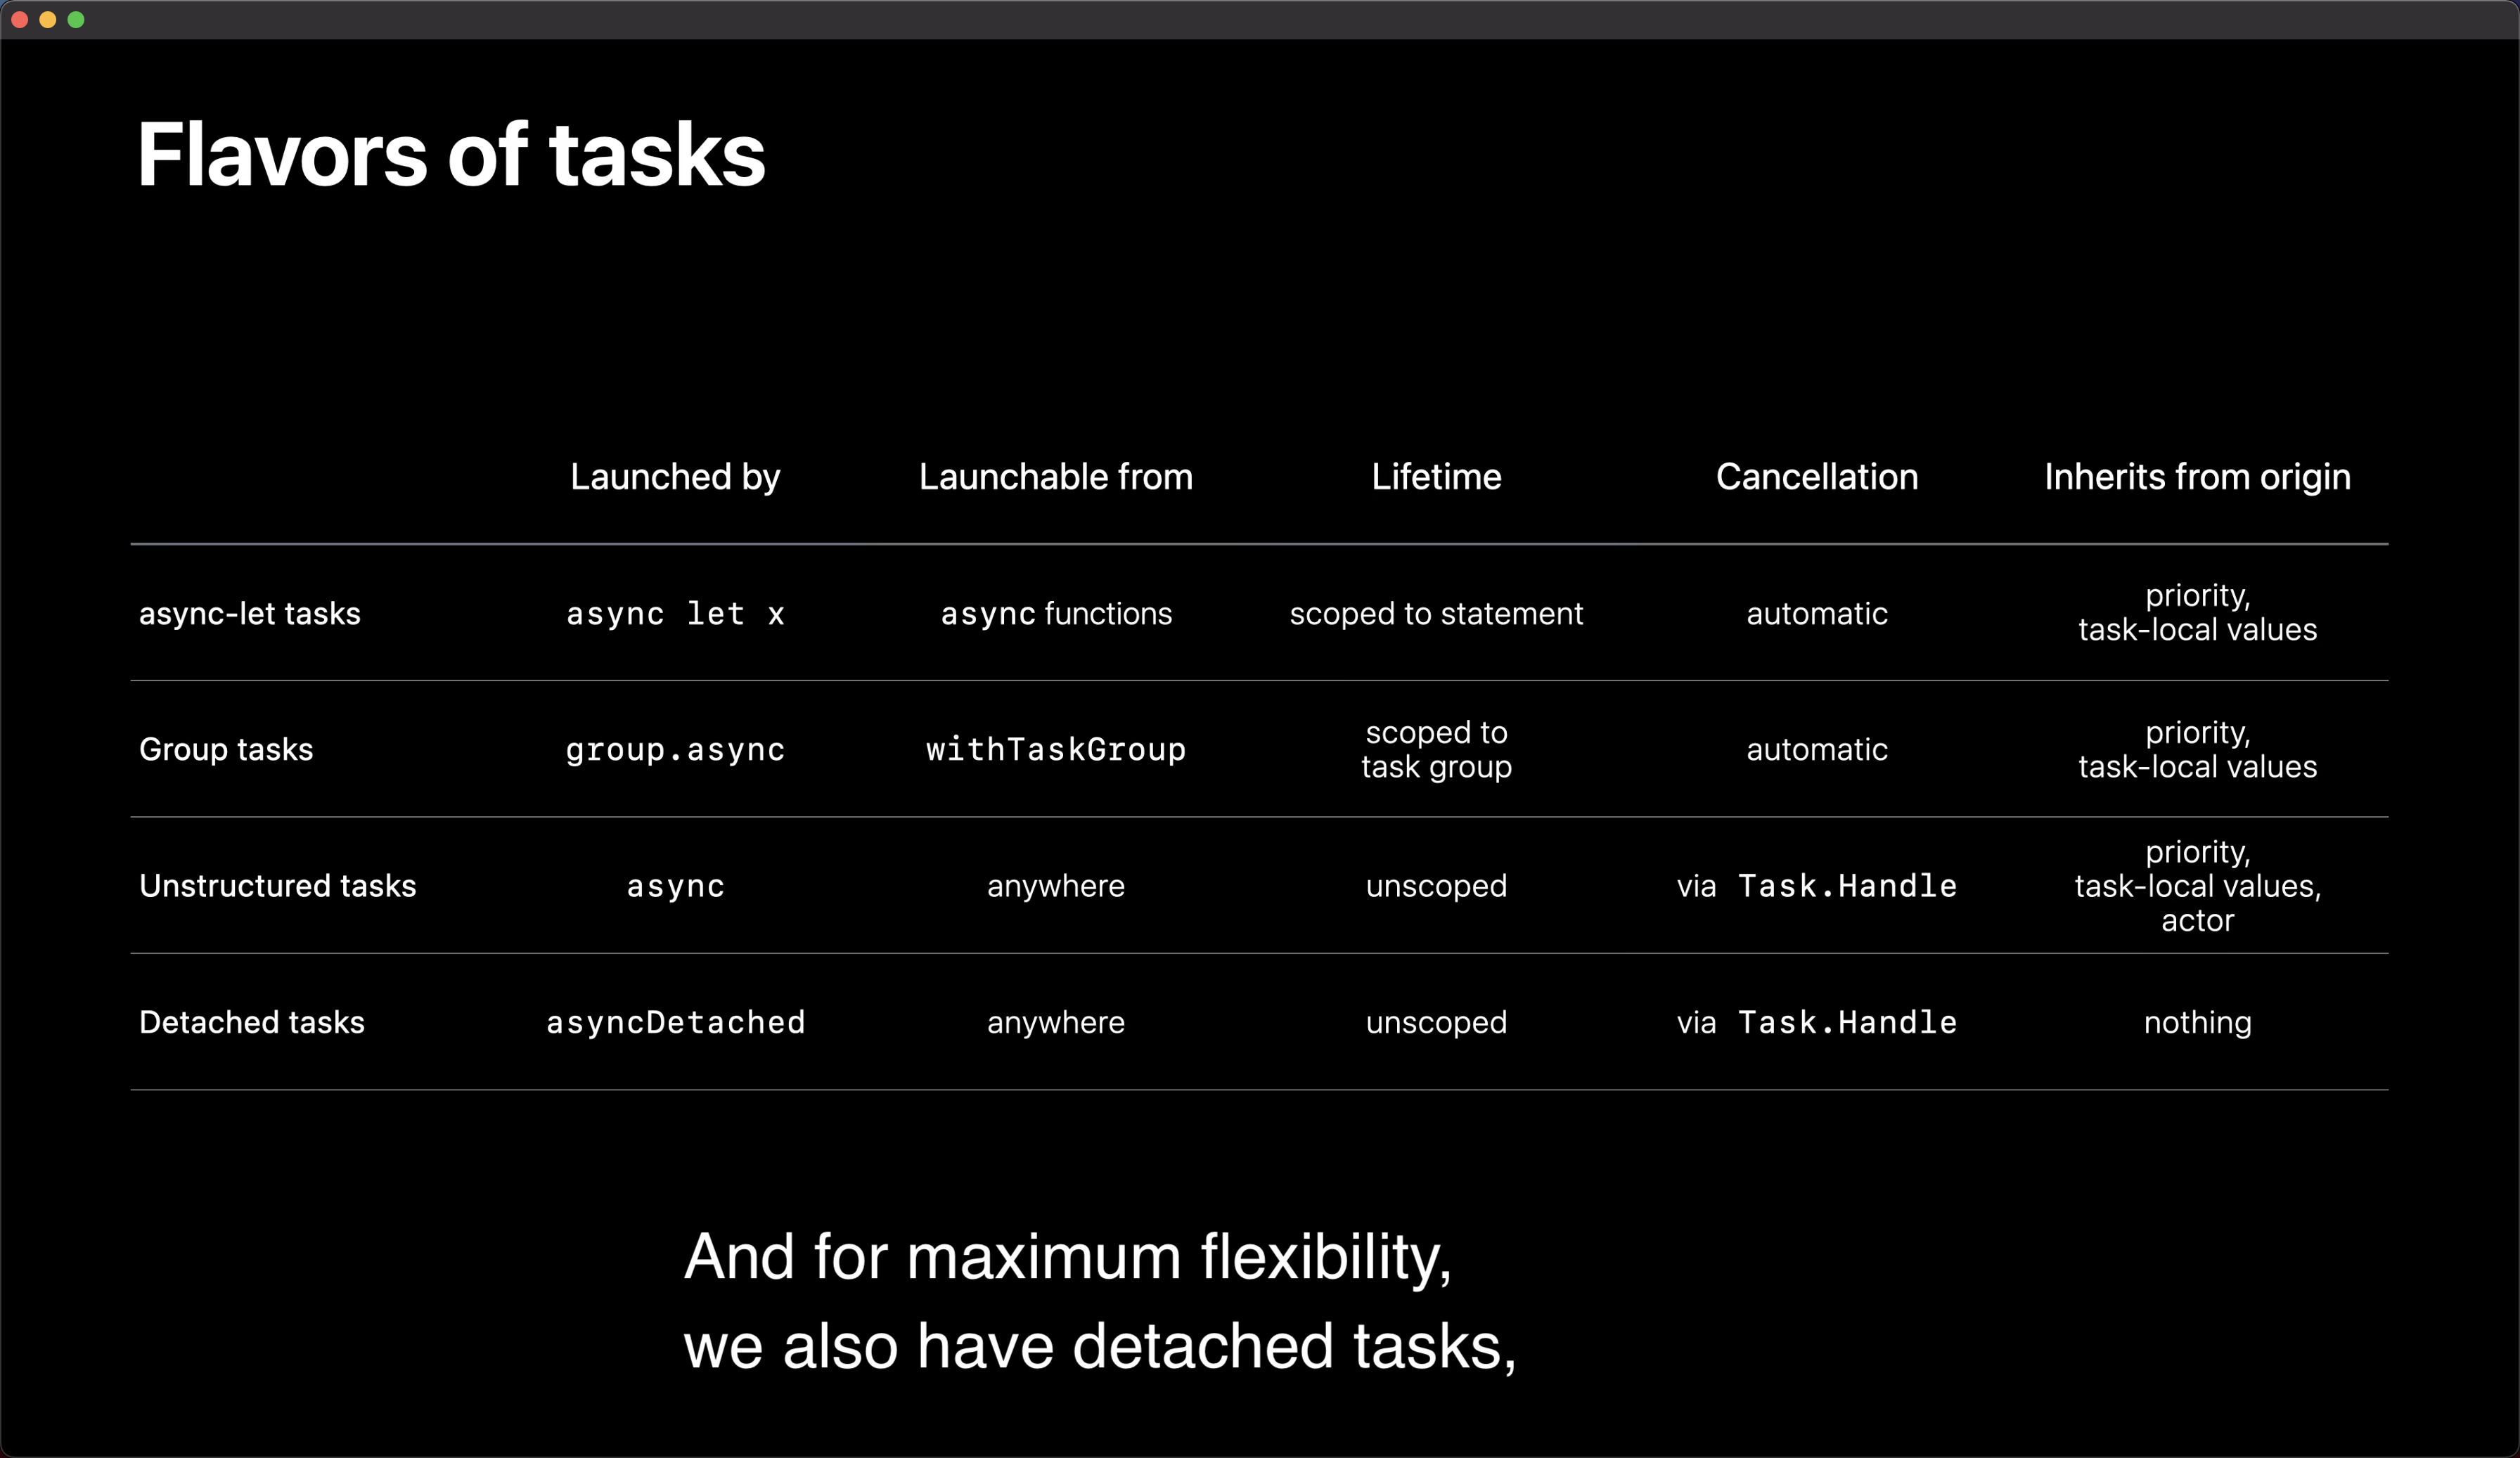 Flavors of tasks
Launched by Launchable from Lifetime Cancellation Inherits from origin
async-let tasks async let x async functions scoped to statement automatic priority,
task-local values
Group tasks group.async withTaskGroup scoped to
task group automatic priority,
task-local values
Unstructured tasks async anywhere unscoped via Task.Handle priority,
task-local values,
actor
Detached tasks asyncDetached anywhere unscoped via Task.Handle nothing
And for maximum flexibility,
we also have detached tasks,